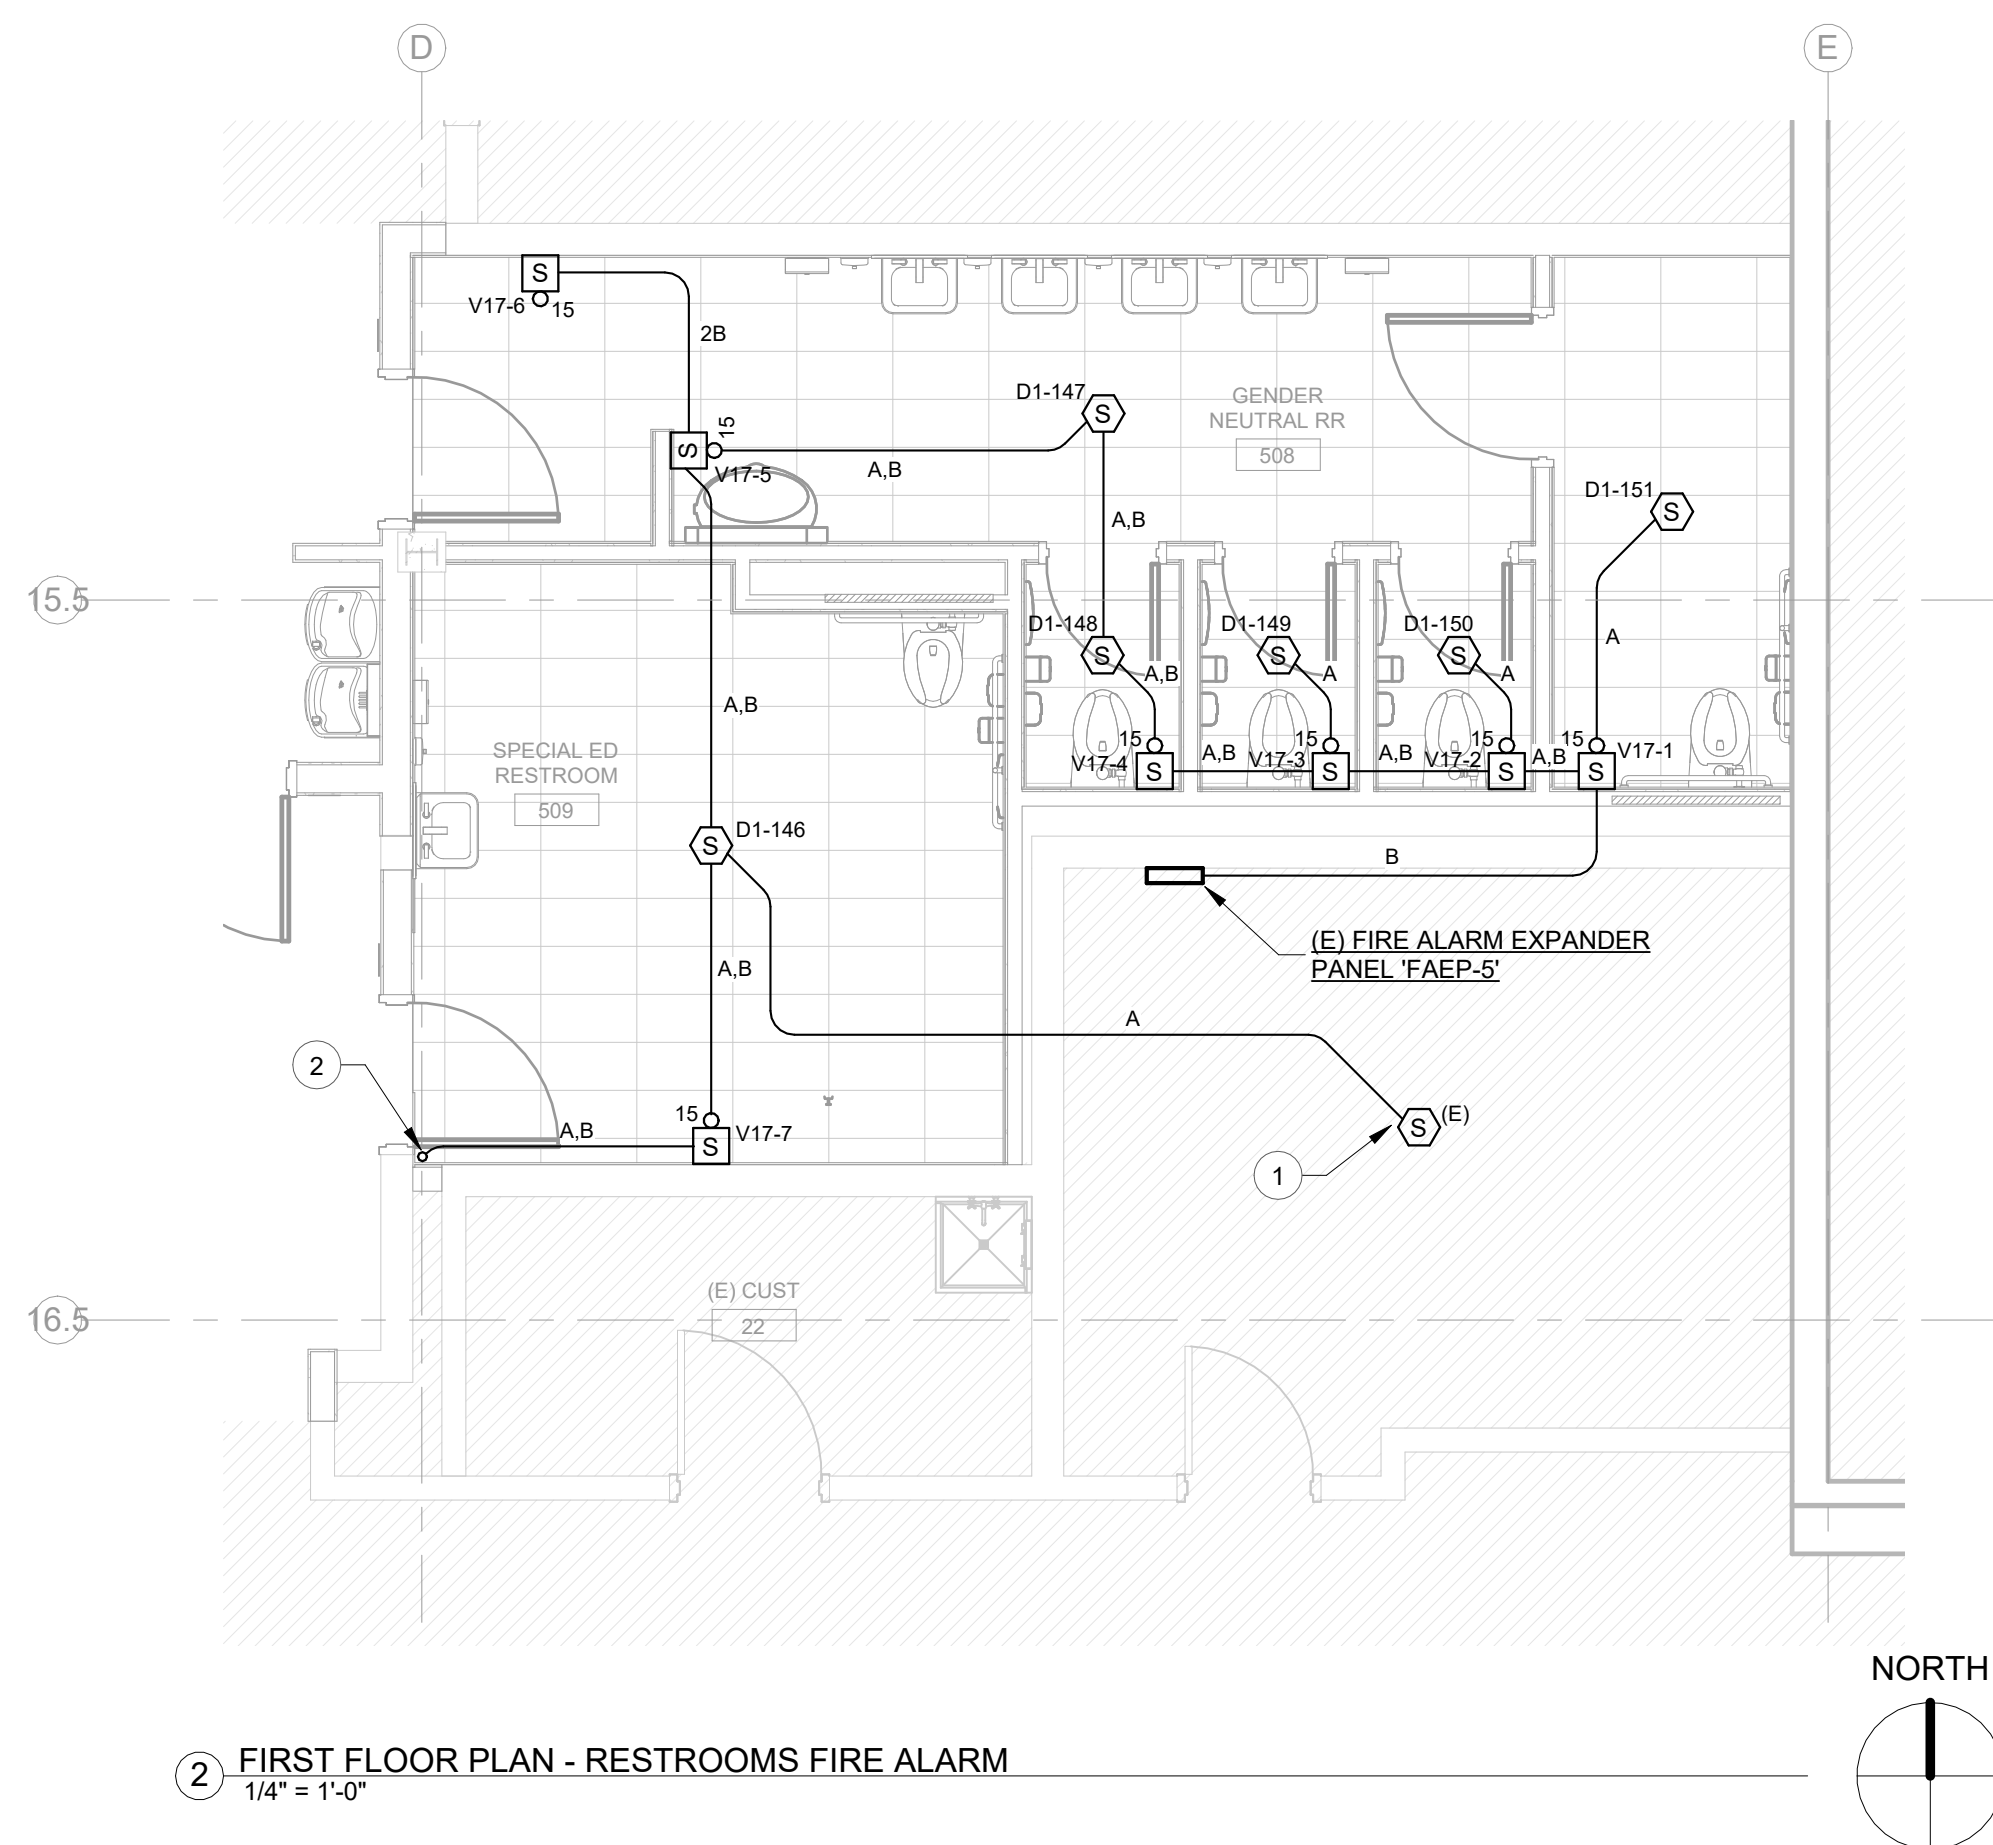 D
E
S
V17-6
15
2B
D1-147
S
GENDER
NEUTRAL RR
508
15
S
V17-5
A,B
D1-151
S
A,B
15.5
D1-148
S
D1-149
S
D1-150
S
A
A,B
A
A
A,B
SPECIAL ED
RESTROOM
509
15
V17-4
S
A,B
15
V17-3
S
A,B
15
V17-2
S
A,B
15
V17-1
S
S
D1-146
B
(E) FIRE ALARM EXPANDER
PANEL 'FAEP-5'
A,B
A
2
15
A,B
S
V17-7
S
(E)
1
(E) CUST
22
16.5
NORTH
2
FIRST FLOOR PLAN - RESTROOMS FIRE ALARM
1/4" = 1'-0"